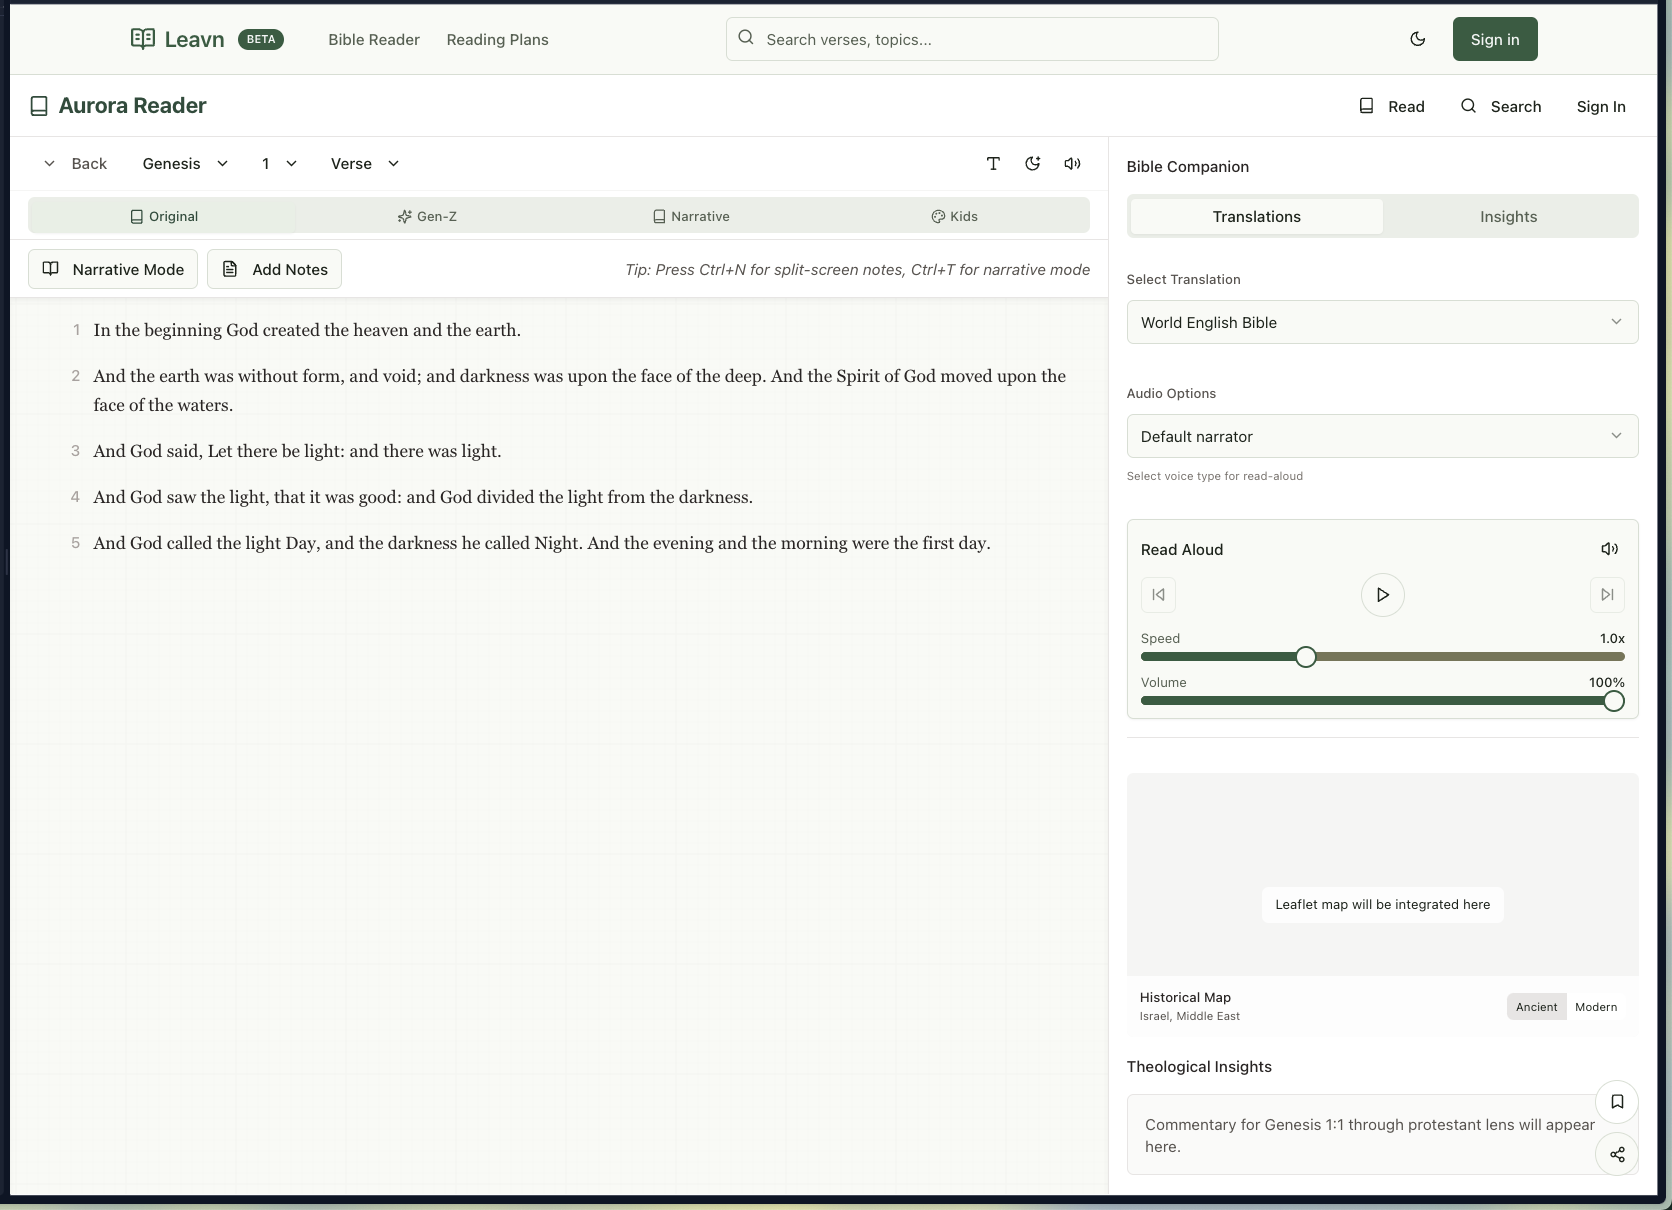 Leavn BETA Bible Reader Reading Plans Search verses, topics... Sign in
Aurora Reader Read Search Sign In
Back Genesis 1 Verse
Original Gen-Z Narrative Kids
Narrative Mode Add Notes Tip: Press Ctrl+N for split-screen notes, Ctrl+T for narrative mode
1 In the beginning God created the heaven and the earth.
2 And the earth was without form, and void; and darkness was upon the face of the deep. And the Spirit of God moved upon the
face of the waters.
3 And God said, Let there be light: and there was light.
4 And God saw the light, that it was good: and God divided the light from the darkness.
5 And God called the light Day, and the darkness he called Night. And the evening and the morning were the first day.
Bible Companion
Translations Insights
Select Translation
World English Bible
Audio Options
Default narrator
Select voice type for read-aloud
Read Aloud
Speed 1.0x
Volume 100%
Leaflet map will be integrated here
Historical Map
Israel, Middle East
Ancient Modern
Theological Insights
Commentary for Genesis 1:1 through protestant lens will appear
here.